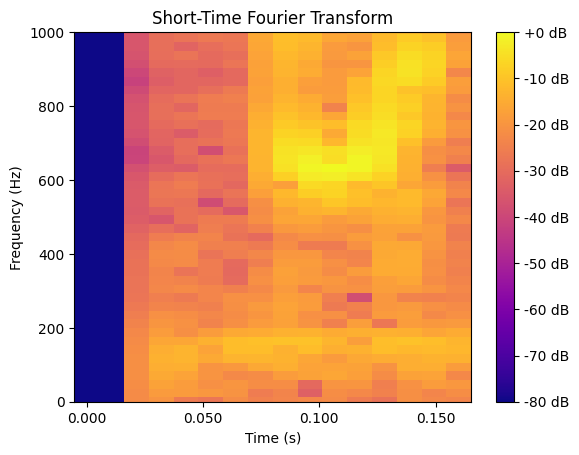 Short-Time Fourier Transform
1000
800
600
400
200
0
Frequency (Hz)
0.000
0.050
0.100
0.150
Time (s)
+0 dB
-10 dB
-20 dB
-30 dB
-40 dB
-50 dB
-60 dB
-70 dB
-80 dB